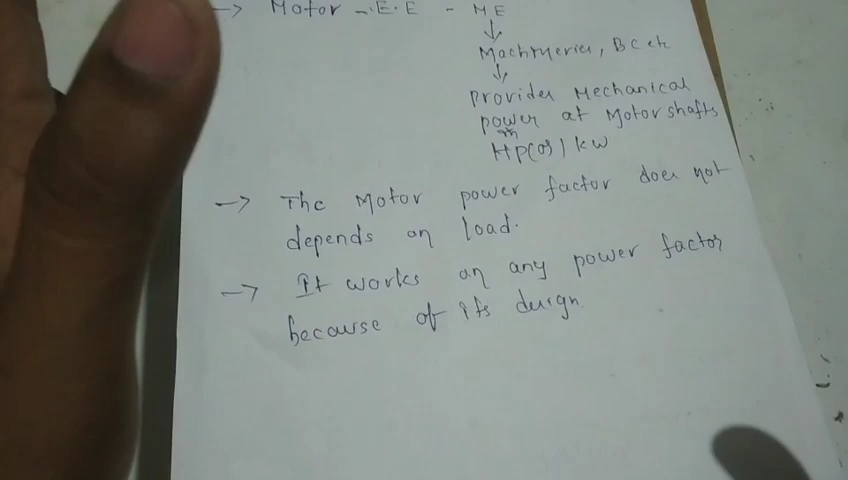 → Motor - E.E - ME
↓
Machineries, BC etc
↓
Provides Mechanical
power at Motor shafts
in
HP(or) kW
→ The Motor power factor does not
depends on load.
→ It works on any power factor
because of its design.